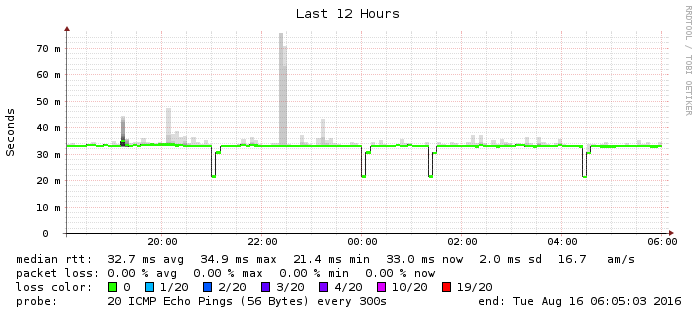 Last 12 Hours
RRDTOOL / TOBI OETIKER
Seconds
70 m
60 m
50 m
40 m
30 m
20 m
10 m
0
20:00 22:00 00:00 02:00 04:00 06:00
median rtt: 32.7 ms avg 34.9 ms max 21.4 ms min 33.0 ms now 2.0 ms sd 16.7 am/s
packet loss: 0.00 % avg 0.00 % max 0.00 % min 0.00 % now
loss color: 0 1/20 2/20 3/20 4/20 10/20 19/20
probe: 20 ICMP Echo Pings (56 Bytes) every 300s end: Tue Aug 16 06:05:03 2016